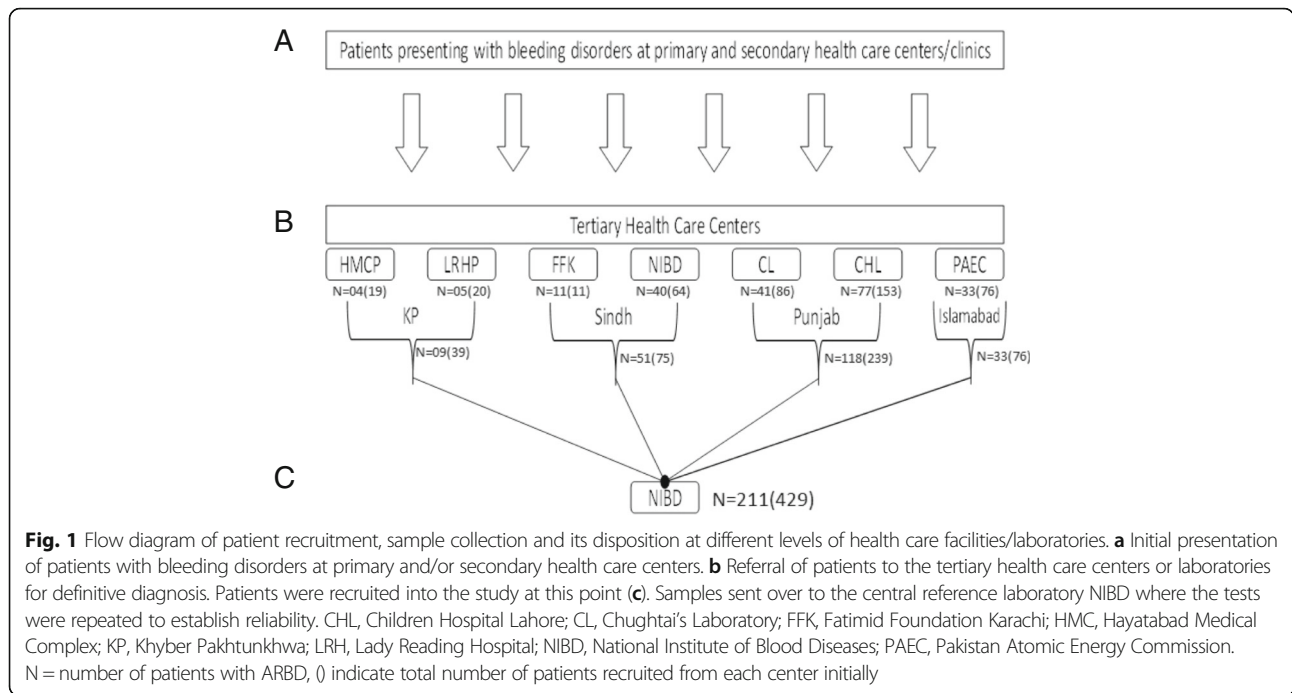 A
Patients presenting with bleeding disorders at primary and secondary health care centers/clinics
B
Tertiary Health Care Centers
HMCP LRHP FFK NIBD CL CHL PAEC
N=04(19) N=05(20) N=11(11) N=40(64) N=41(86) N=77(153) N=33(76)
KP Sindh Punjab Islamabad
N=09(39) N=51(75) N=118(239) N=33(76)
C
NIBD N=211(429)
Fig. 1 Flow diagram of patient recruitment, sample collection and its disposition at different levels of health care facilities/laboratories. a Initial presentation
of patients with bleeding disorders at primary and/or secondary health care centers. b Referral of patients to the tertiary health care centers or laboratories
for definitive diagnosis. Patients were recruited into the study at this point (c). Samples sent over to the central reference laboratory NIBD where the tests
were repeated to establish reliability. CHL, Children Hospital Lahore; CL, Chughtai's Laboratory; FFK, Fatimid Foundation Karachi; HMC, Hayatabad Medical
Complex; KP, Khyber Pakhtunkhwa; LRH, Lady Reading Hospital; NIBD, National Institute of Blood Diseases; PAEC, Pakistan Atomic Energy Commission.
N = number of patients with ARBD, () indicate total number of patients recruited from each center initially